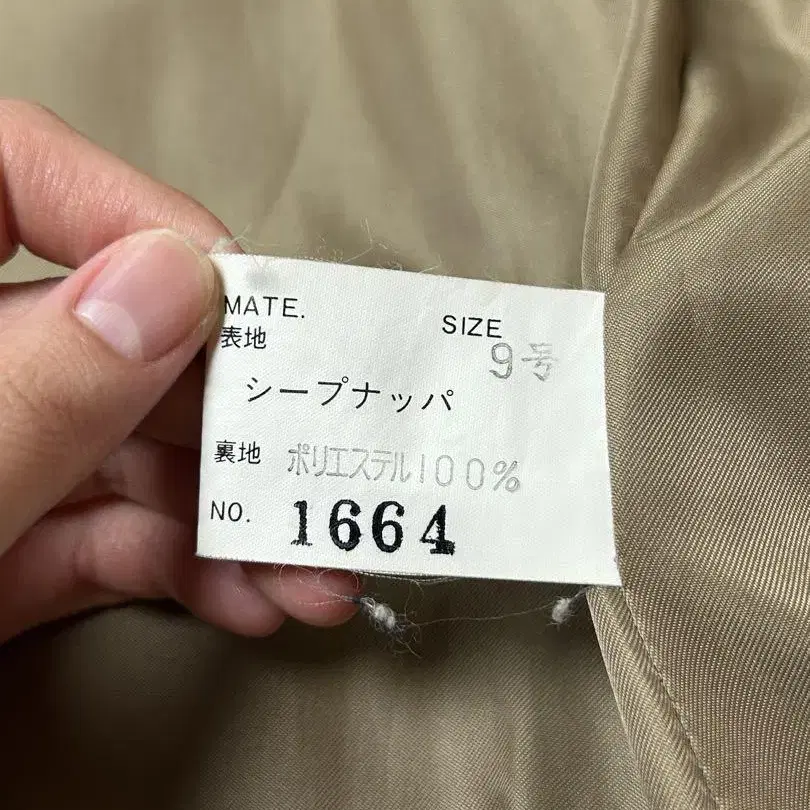 MATE.
表地
SIZE
9号
シープナッパ
裏地 ポリエステル100%
NO. 1664